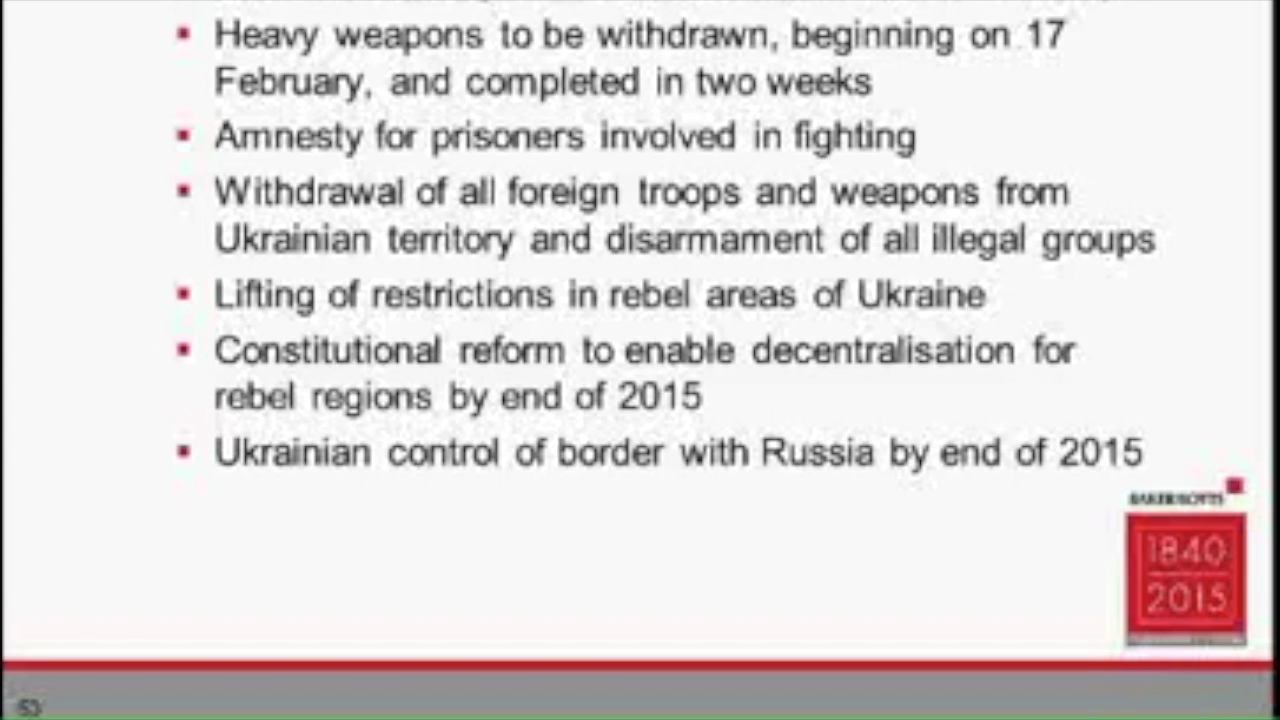 Heavy weapons to be withdrawn, beginning on 17
February, and completed in two weeks
Amnesty for prisoners involved in fighting
Withdrawal of all foreign troops and weapons from
Ukrainian territory and disarmament of all illegal groups
Lifting of restrictions in rebel areas of Ukraine
Constitutional reform to enable decentralisation for
rebel regions by end of 2015
Ukrainian control of border with Russia by end of 2015
BAKER BOTTS
1840
2015
53